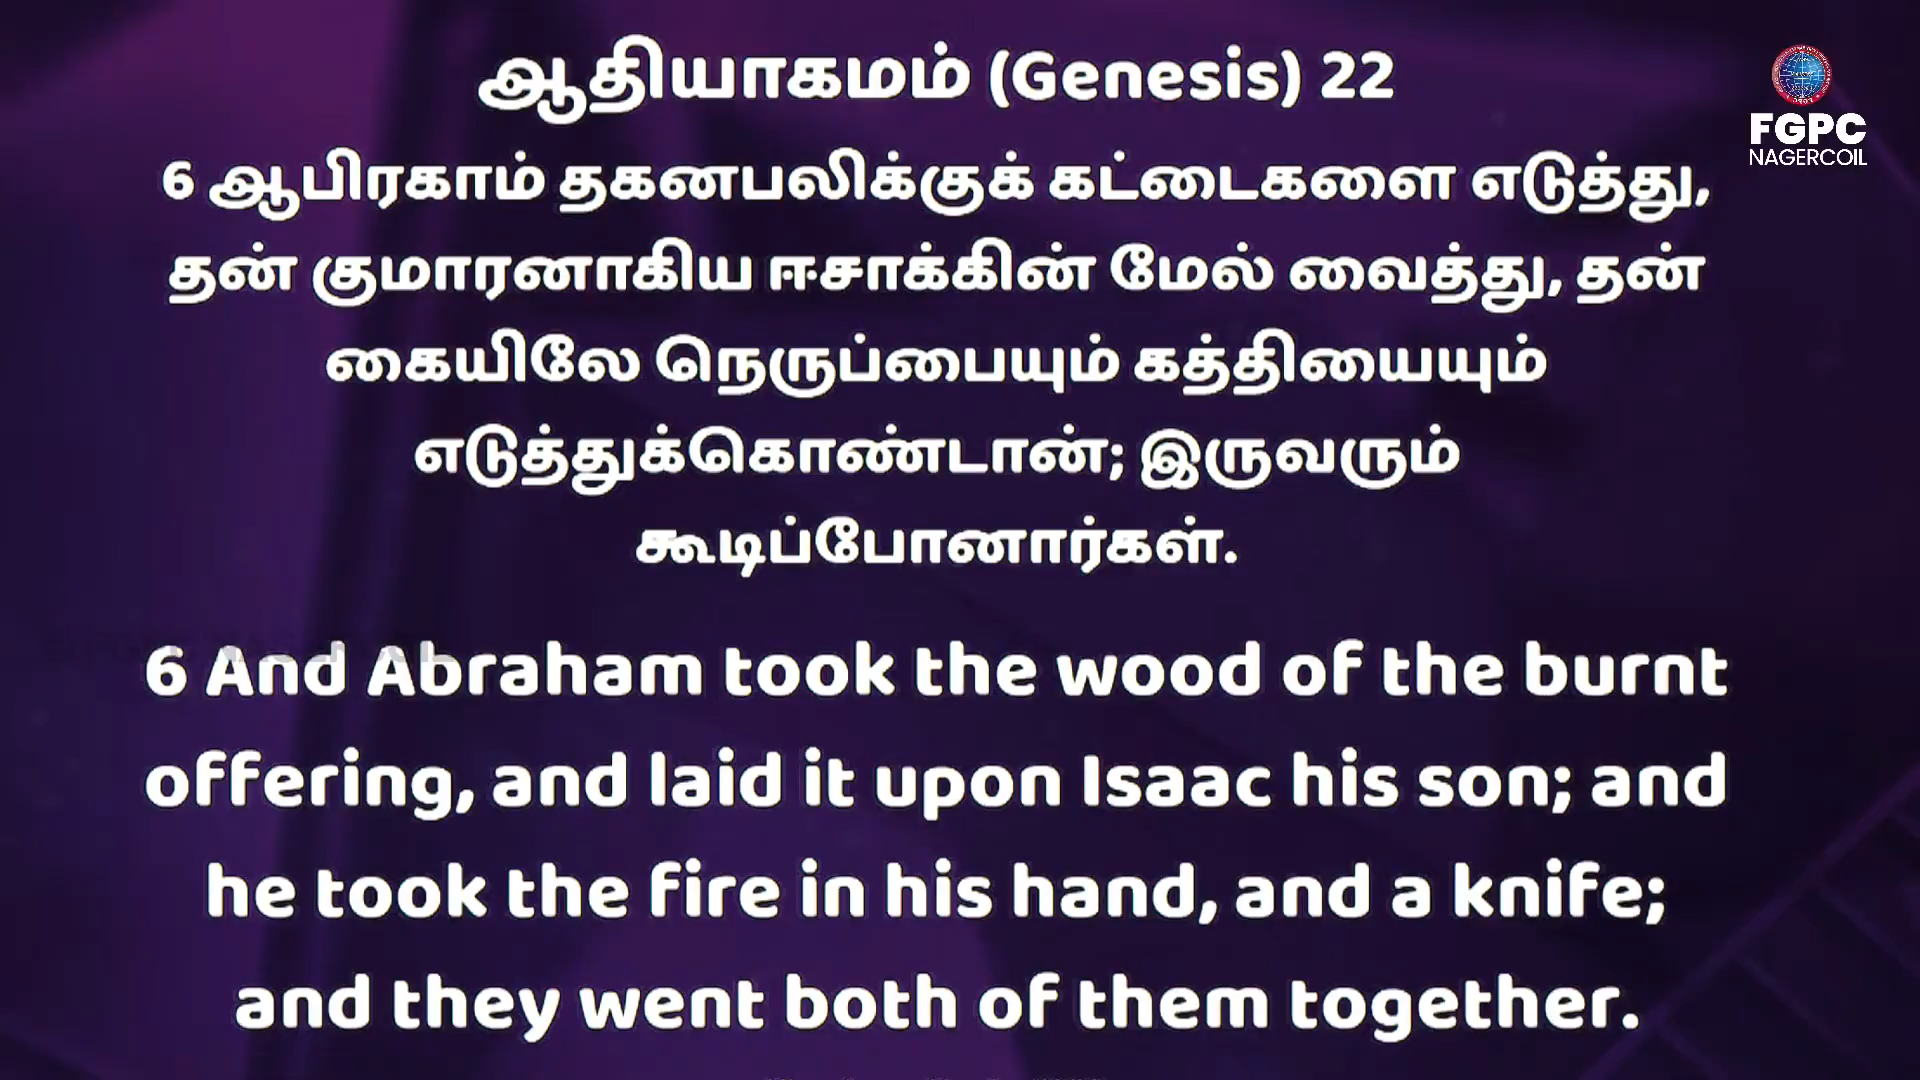 ஆதியாகமம் (Genesis) 22
FGPC
NAGERCOIL
6 ஆபிரகாம் தகனபலிக்குக் கட்டைகளை எடுத்து,
தன் குமாரனாகிய ஈசாக்கின் மேல் வைத்து, தன்
கையிலே நெருப்பையும் கத்தியையும்
எடுத்துக்கொண்டான்; இருவரும்
கூடிப்போனார்கள்.
6 And Abraham took the wood of the burnt
offering, and laid it upon Isaac his son; and
he took the fire in his hand, and a knife;
and they went both of them together.